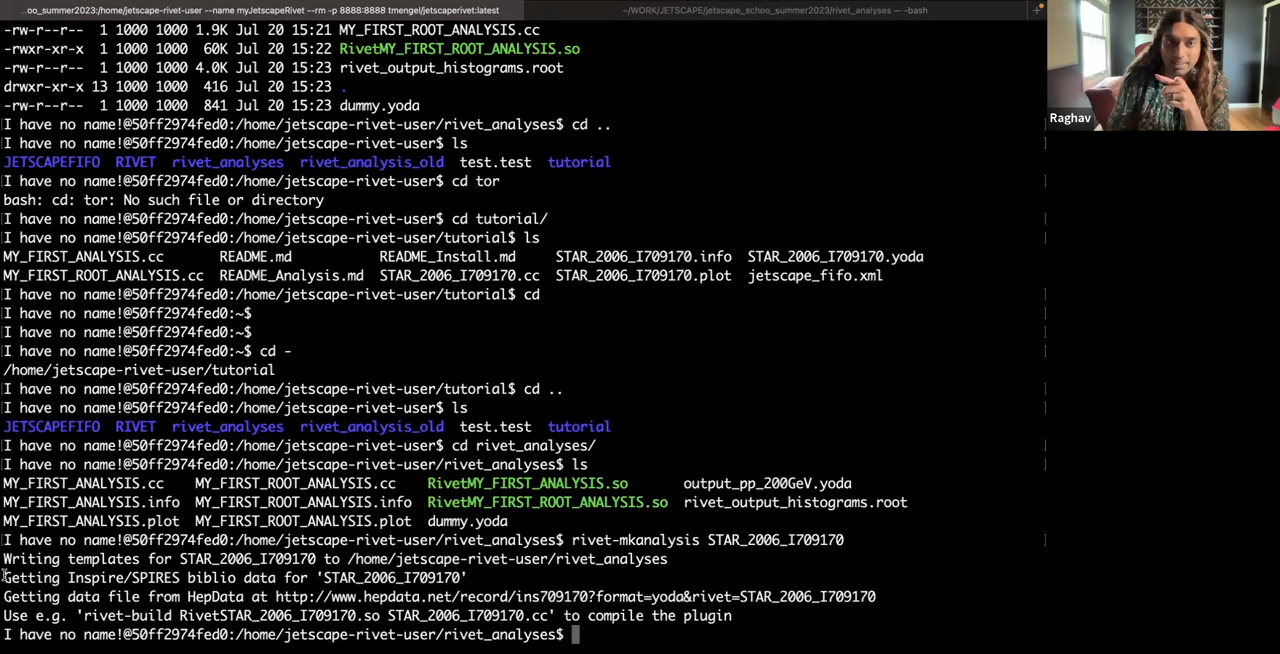 oo_summer2023:/home/jetscape-rivet-user --name myJetscapeRivet --rm -p 8888:8888 tmengel/jetscaperivet:latest
~/WORK/JETSCAPE/jetscape_schoo_summer2023/rivet_analyses — -bash
-rw-r--r-- 1 1000 1000 1.9K Jul 20 15:21 MY_FIRST_ROOT_ANALYSIS.cc
-rwxr-xr-x 1 1000 1000 60K Jul 20 15:22 RivetMY_FIRST_ROOT_ANALYSIS.so
-rw-r--r-- 1 1000 1000 4.0K Jul 20 15:23 rivet_output_histograms.root
drwxr-xr-x 13 1000 1000 416 Jul 20 15:23 .
-rw-r--r-- 1 1000 1000 841 Jul 20 15:23 dummy.yoda
I have no name!@50ff2974fed0:/home/jetscape-rivet-user/rivet_analyses$ cd ..
I have no name!@50ff2974fed0:/home/jetscape-rivet-user$ ls
JETSCAPEFIFO RIVET rivet_analyses rivet_analysis_old test.test tutorial
I have no name!@50ff2974fed0:/home/jetscape-rivet-user$ cd tor
bash: cd: tor: No such file or directory
I have no name!@50ff2974fed0:/home/jetscape-rivet-user$ cd tutorial/
I have no name!@50ff2974fed0:/home/jetscape-rivet-user/tutorial$ ls
MY_FIRST_ANALYSIS.cc README.md README_Install.md STAR_2006_I709170.info STAR_2006_I709170.yoda
MY_FIRST_ROOT_ANALYSIS.cc README_Analysis.md STAR_2006_I709170.cc STAR_2006_I709170.plot jetscape_fifo.xml
I have no name!@50ff2974fed0:/home/jetscape-rivet-user/tutorial$ cd
I have no name!@50ff2974fed0:~$
I have no name!@50ff2974fed0:~$
I have no name!@50ff2974fed0:~$ cd -
/home/jetscape-rivet-user/tutorial
I have no name!@50ff2974fed0:/home/jetscape-rivet-user/tutorial$ cd ..
I have no name!@50ff2974fed0:/home/jetscape-rivet-user$ ls
JETSCAPEFIFO RIVET rivet_analyses rivet_analysis_old test.test tutorial
I have no name!@50ff2974fed0:/home/jetscape-rivet-user$ cd rivet_analyses/
I have no name!@50ff2974fed0:/home/jetscape-rivet-user/rivet_analyses$ ls
MY_FIRST_ANALYSIS.cc MY_FIRST_ROOT_ANALYSIS.cc RivetMY_FIRST_ANALYSIS.so output_pp_200GeV.yoda
MY_FIRST_ANALYSIS.info MY_FIRST_ROOT_ANALYSIS.info RivetMY_FIRST_ROOT_ANALYSIS.so rivet_output_histograms.root
MY_FIRST_ANALYSIS.plot MY_FIRST_ROOT_ANALYSIS.plot dummy.yoda
I have no name!@50ff2974fed0:/home/jetscape-rivet-user/rivet_analyses$ rivet-mkanalysis STAR_2006_I709170
Writing templates for STAR_2006_I709170 to /home/jetscape-rivet-user/rivet_analyses
Getting Inspire/SPIRES biblio data for 'STAR_2006_I709170'
Getting data file from HepData at http://www.hepdata.net/record/ins709170?format=yoda&rivet=STAR_2006_I709170
Use e.g. 'rivet-build RivetSTAR_2006_I709170.so STAR_2006_I709170.cc' to compile the plugin
I have no name!@50ff2974fed0:/home/jetscape-rivet-user/rivet_analyses$
Raghav